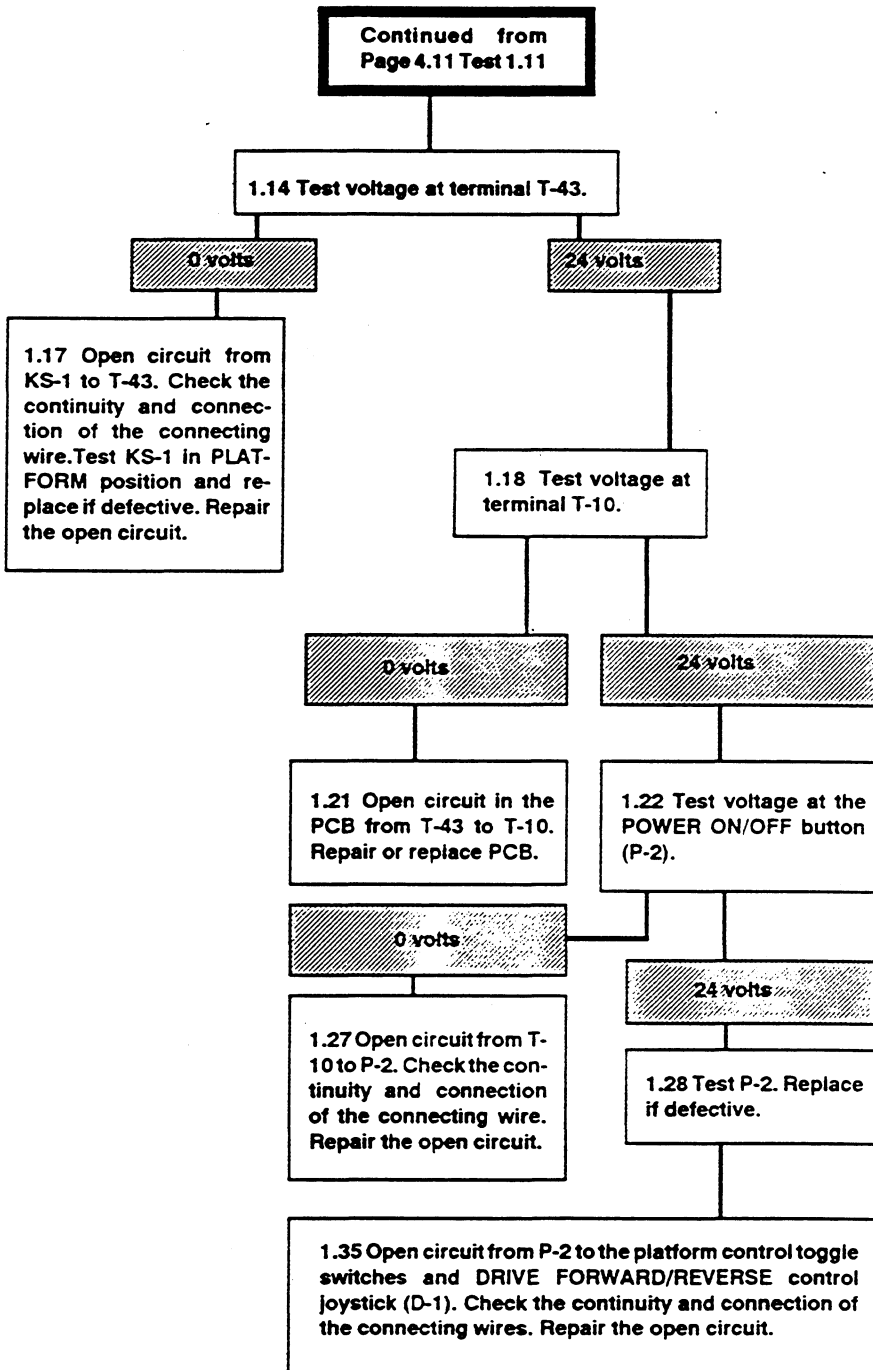 Continued from
Page 4.11 Test 1.11
1.14 Test voltage at terminal T-43.
0 volts
24 volts
1.17 Open circuit from
KS-1 to T-43. Check the
continuity and connec-
tion of the connecting
wire.Test KS-1 in PLAT-
FORM position and re-
place if defective. Repair
the open circuit.
1.18 Test voltage at
terminal T-10.
0 volts
24 volts
1.21 Open circuit in the
PCB from T-43 to T-10.
Repair or replace PCB.
1.22 Test voltage at the
POWER ON/OFF button
(P-2).
0 volts
24 volts
1.27 Open circuit from T-
10 to P-2. Check the con-
tinuity and connection
of the connecting wire.
Repair the open circuit.
1.28 Test P-2. Replace
if defective.
1.35 Open circuit from P-2 to the platform control toggle
switches and DRIVE FORWARD/REVERSE control
joystick (D-1). Check the continuity and connection of
the connecting wires. Repair the open circuit.